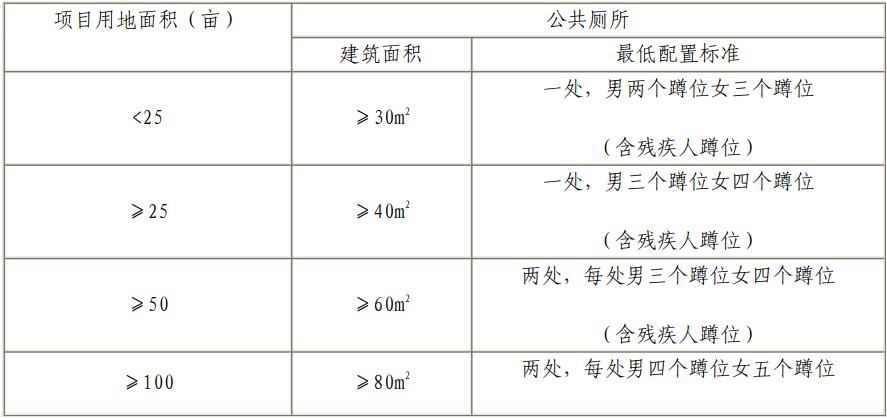 项目用地面积（亩）
公共厕所
建筑面积
最低配置标准
<25
≥30m²
一处，男两个蹲位女三个蹲位
（含残疾人蹲位）
≥25
≥40m²
一处，男三个蹲位女四个蹲位
（含残疾人蹲位）
≥50
≥60m²
两处，每处男三个蹲位女四个蹲位
（含残疾人蹲位）
≥100
≥80m²
两处，每处男四个蹲位女五个蹲位